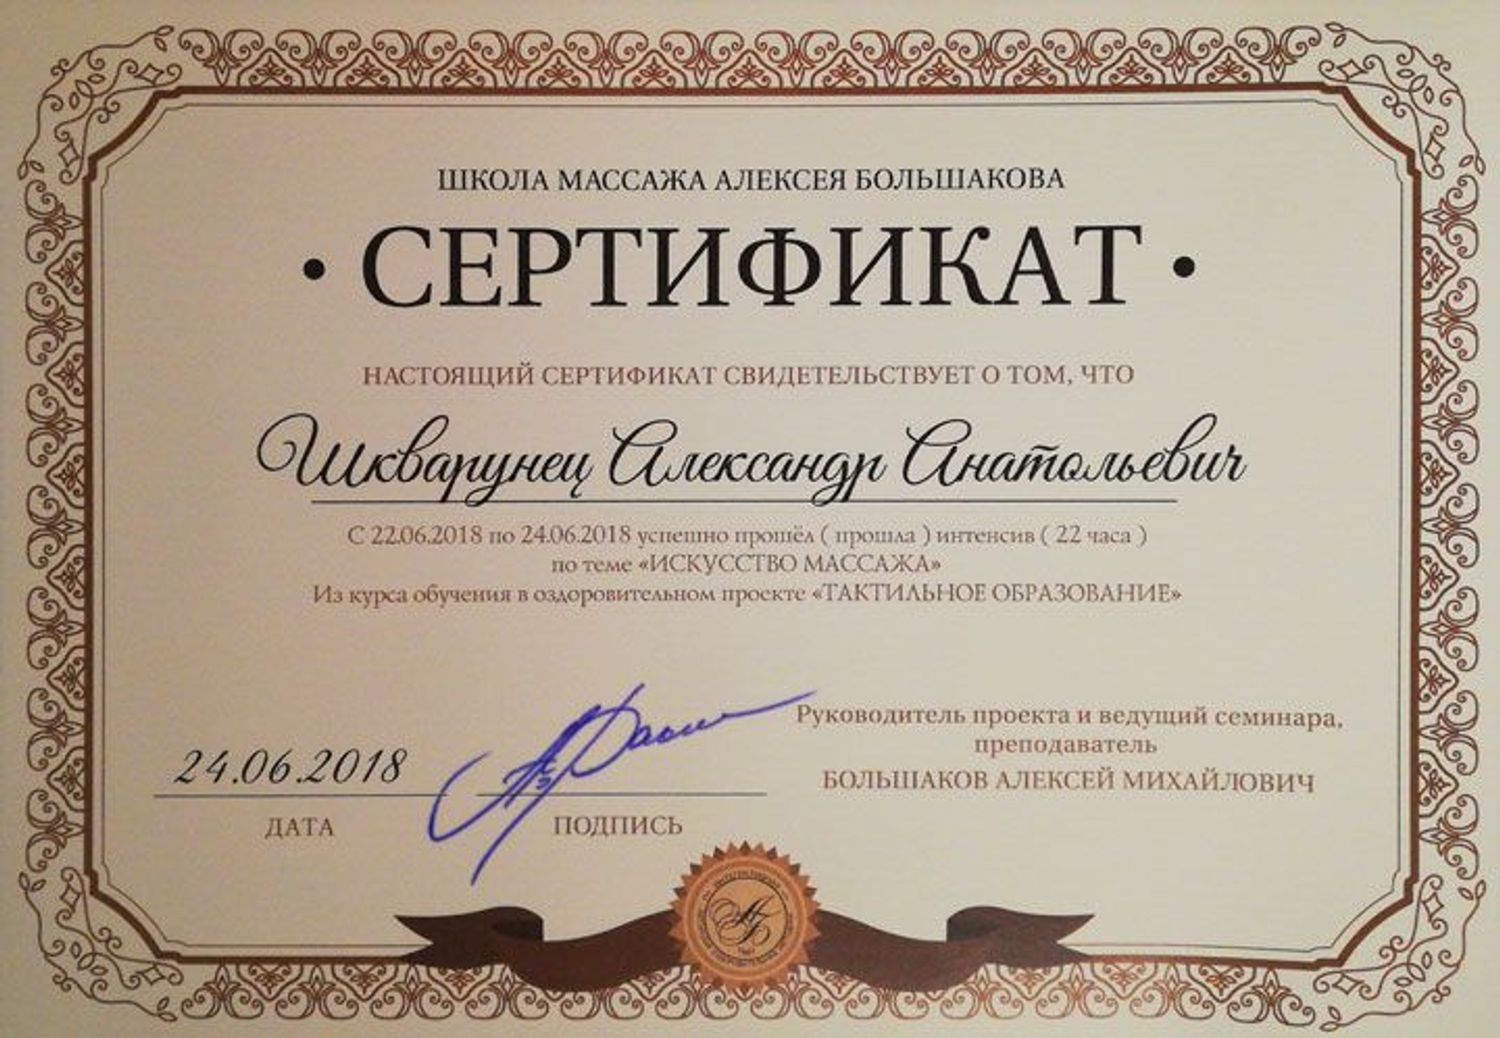 ШКОЛА МАССАЖА АЛЕКСЕЯ БОЛЬШАКОВА
• СЕРТИФИКАТ •
НАСТОЯЩИЙ СЕРТИФИКАТ СВИДЕТЕЛЬСТВУЕТ О ТОМ, ЧТО
Шкварунец Александр Анатольевич
С 22.06.2018 по 24.06.2018 успешно прошёл ( прошла ) интенсив ( 22 часа )
по теме «ИСКУССТВО МАССАЖА»
Из курса обучения в оздоровительном проекте «ТАКТИЛЬНОЕ ОБРАЗОВАНИЕ»
Руководитель проекта и ведущий семинара,
преподаватель
БОЛЬШАКОВ АЛЕКСЕЙ МИХАЙЛОВИЧ
24.06.2018
ДАТА
ПОДПИСЬ